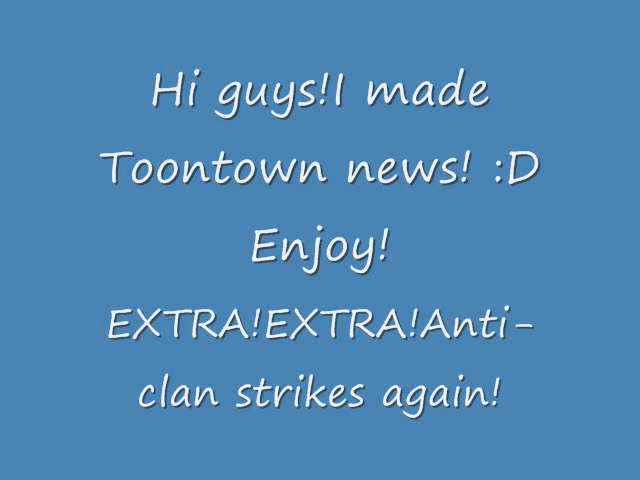 Hi guys!I made
Toontown news! :D
Enjoy!
EXTRA!EXTRA!Anti-
clan strikes again!